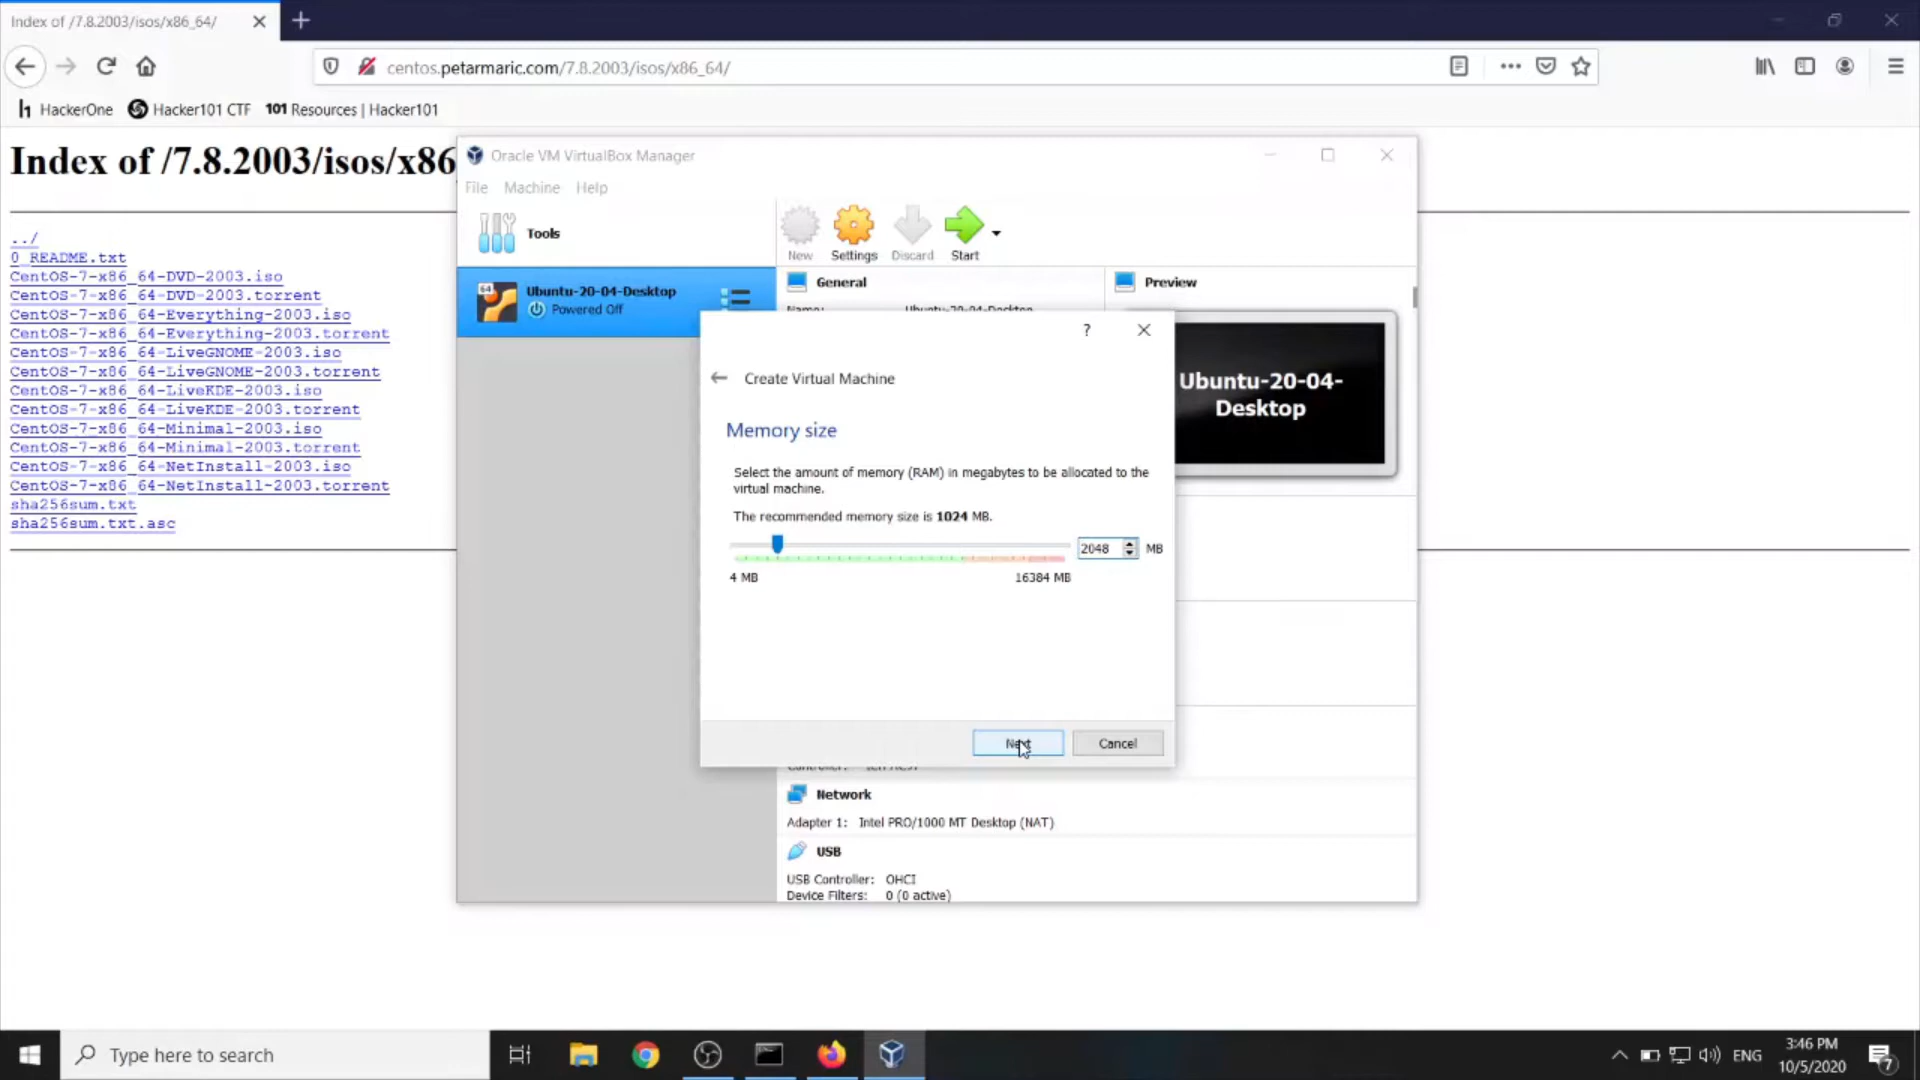 Index of /7.8.2003/isos/x86_64/
centos.petarmaric.com/7.8.2003/isos/x86_64/
HackerOne
Hacker101 CTF
101 Resources | Hacker101
Index of /7.8.2003/isos/x86
../
0_README.txt
CentOS-7-x86_64-DVD-2003.iso
CentOS-7-x86_64-DVD-2003.torrent
CentOS-7-x86_64-Everything-2003.iso
CentOS-7-x86_64-Everything-2003.torrent
CentOS-7-x86_64-LiveGNOME-2003.iso
CentOS-7-x86_64-LiveGNOME-2003.torrent
CentOS-7-x86_64-LiveKDE-2003.iso
CentOS-7-x86_64-LiveKDE-2003.torrent
CentOS-7-x86_64-Minimal-2003.iso
CentOS-7-x86_64-Minimal-2003.torrent
CentOS-7-x86_64-NetInstall-2003.iso
CentOS-7-x86_64-NetInstall-2003.torrent
sha256sum.txt
sha256sum.txt.asc
Oracle VM VirtualBox Manager
File Machine Help
Tools
New Settings Discard Start
64
Ubuntu-20-04-Desktop
Powered Off
General
Name: Ubuntu-20-04-Desktop
Preview
Ubuntu-20-04-
Desktop
?
Create Virtual Machine
Memory size
Select the amount of memory (RAM) in megabytes to be allocated to the
virtual machine.
The recommended memory size is 1024 MB.
2048 MB
4 MB 16384 MB
Next Cancel
Controller:
Network
Adapter 1: Intel PRO/1000 MT Desktop (NAT)
USB
USB Controller: OHCI
Device Filters: 0 (0 active)
Type here to search
ENG
3:46 PM
10/5/2020
7